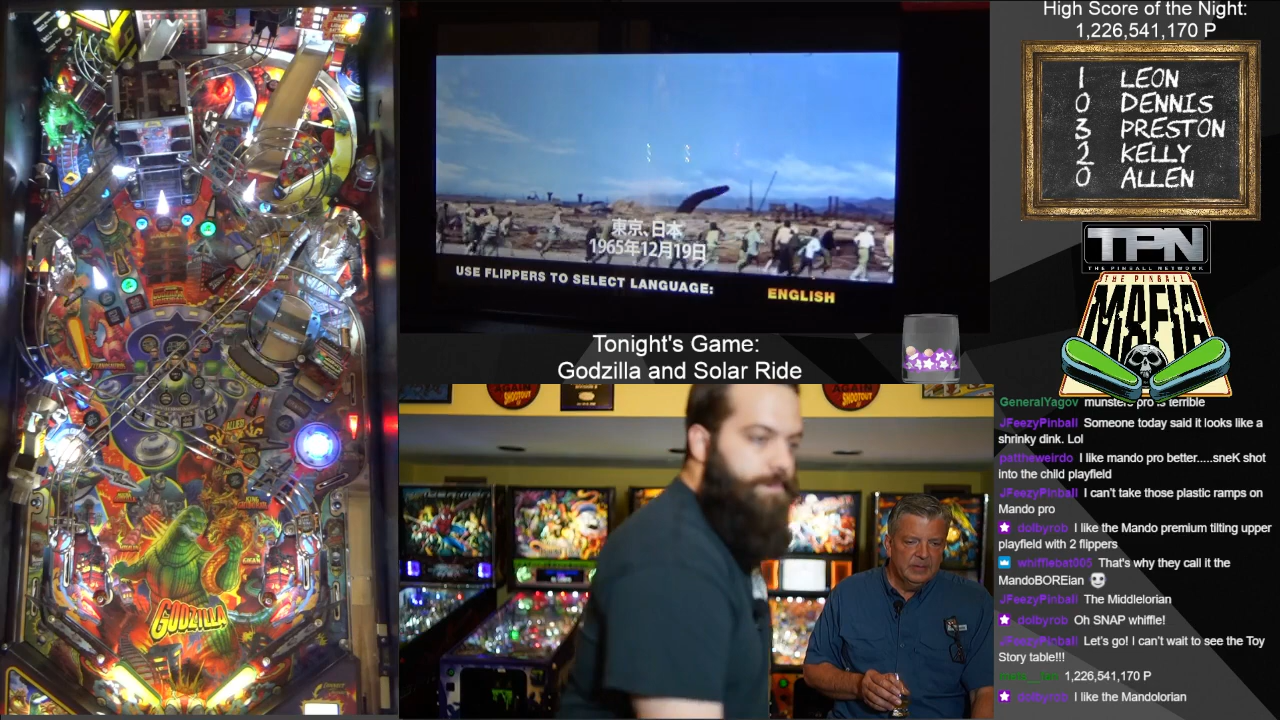 High Score of the Night:
1,226,541,170 P
1 LEON
0 DENNIS
3 PRESTON
2 KELLY
0 ALLEN
TPN
THE PINBALL NETWORK
THE PINBALL
MAFIA
東京、日本
1965年12月19日
USE FLIPPERS TO SELECT LANGUAGE:
ENGLISH
Tonight's Game:
Godzilla and Solar Ride
AGAIN
SHOOTOUT
AGAIN
SHOOTOUT
GODZILLA
KING
ALLIED
GeneralYagov munsters pro is terrible
JFeezyPinball Someone today said it looks like a
shrinky dink. Lol
pattheweirdo I like mando pro better.....sneK shot
into the child playfield
JFeezyPinball I can't take those plastic ramps on
Mando pro
dolbyrob I like the Mando premium tilting upper
playfield with 2 flippers
whifflebat005 That's why they call it the
MandoBOREian
JFeezyPinball The Middlelorian
dolbyrob Oh SNAP whiffle!
JFeezyPinball Let's go! I can't wait to see the Toy
Story table!!!
1,226,541,170 P
dolbyrob I like the Mandolorian